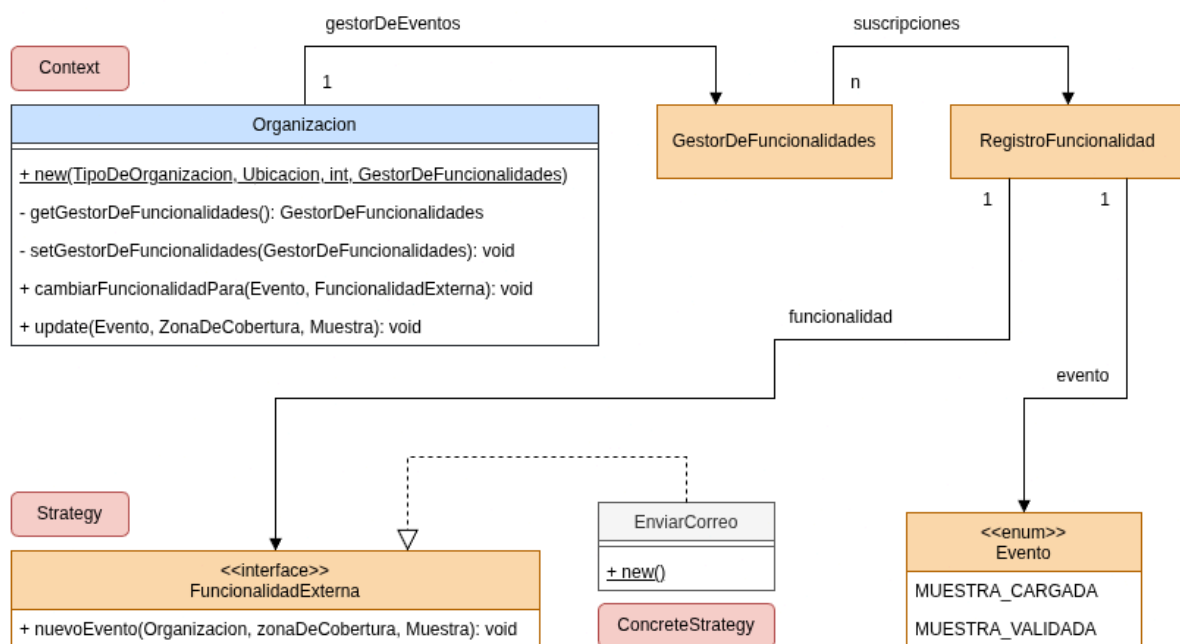 gestorDeEventos
suscripciones
Context
1
n
Organizacion
GestorDeFuncionalidades
RegistroFuncionalidad
+ new(TipoDeOrganizacion, Ubicacion, int, GestorDeFuncionalidades)
- getGestorDeFuncionalidades(): GestorDeFuncionalidades
- setGestorDeFuncionalidades(GestorDeFuncionalidades): void
+ cambiarFuncionalidadPara(Evento, FuncionalidadExterna): void
+ update(Evento, ZonaDeCobertura, Muestra): void
1
1
funcionalidad
evento
Strategy
EnviarCorreo
+ new()
ConcreteStrategy
<<interface>>
FuncionalidadExterna
+ nuevoEvento(Organizacion, zonaDeCobertura, Muestra): void
<<enum>>
Evento
MUESTRA_CARGADA
MUESTRA_VALIDADA